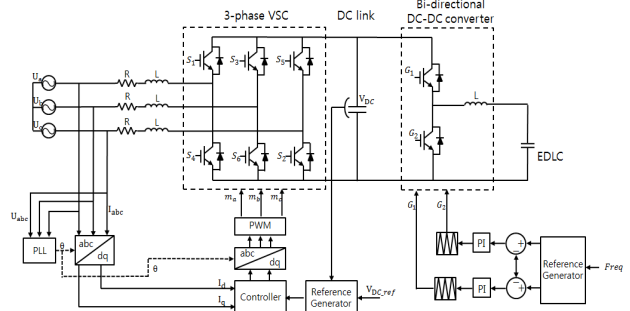 3-phase VSC
DC link
Bi-directional
DC-DC converter
S1
S3
S5
G1
Ua
R
L
VDC
L
Ub
R
L
Uc
R
L
G2
S4
S6
S2
EDLC
ma
mb
mc
G1
G2
Uabc
Iabc
PWM
PLL
θ
abc
dq
abc
dq
θ
PI
+
−
Reference
Generator
Freq
Id
Iq
Controller
Reference
Generator
VDC_ref
PI
−
+